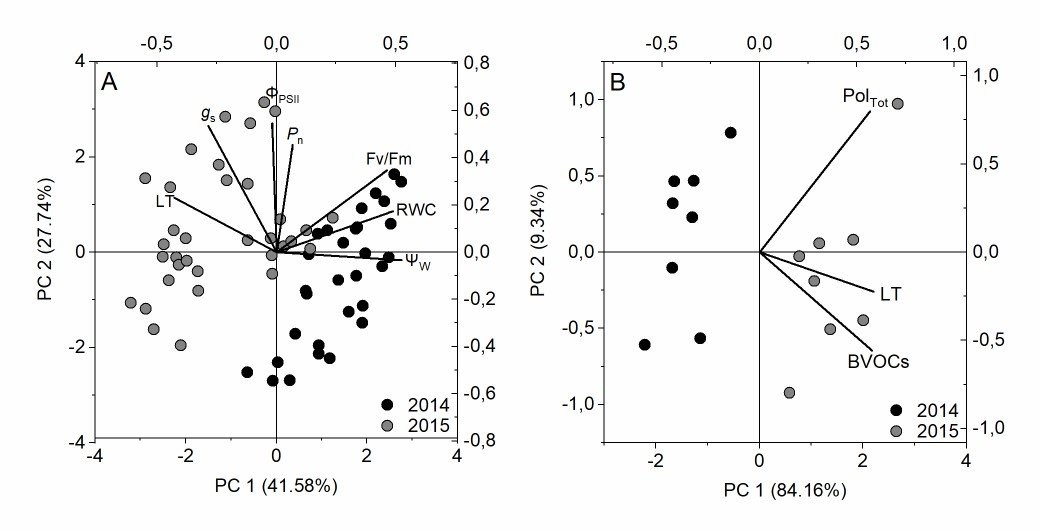 -0,5 0,0 0,5
-0,5 0,0 0,5 1,0
A
B
4
2
0
-2
-4
0,8
0,6
0,4
0,2
0,0
-0,2
-0,4
-0,6
-0,8
1,0
0,5
0,0
-0,5
-1,0
1,0
0,5
0,0
-0,5
-1,0
ΦPSII
gs
Pn
Fv/Fm
LT
RWC
ΨW
PolTot
LT
BVOCs
2014
2015
2014
2015
-4 -2 0 2 4
-2 0 2 4
PC 1 (41.58%)
PC 1 (84.16%)
PC 2 (27.74%)
PC 2 (9.34%)